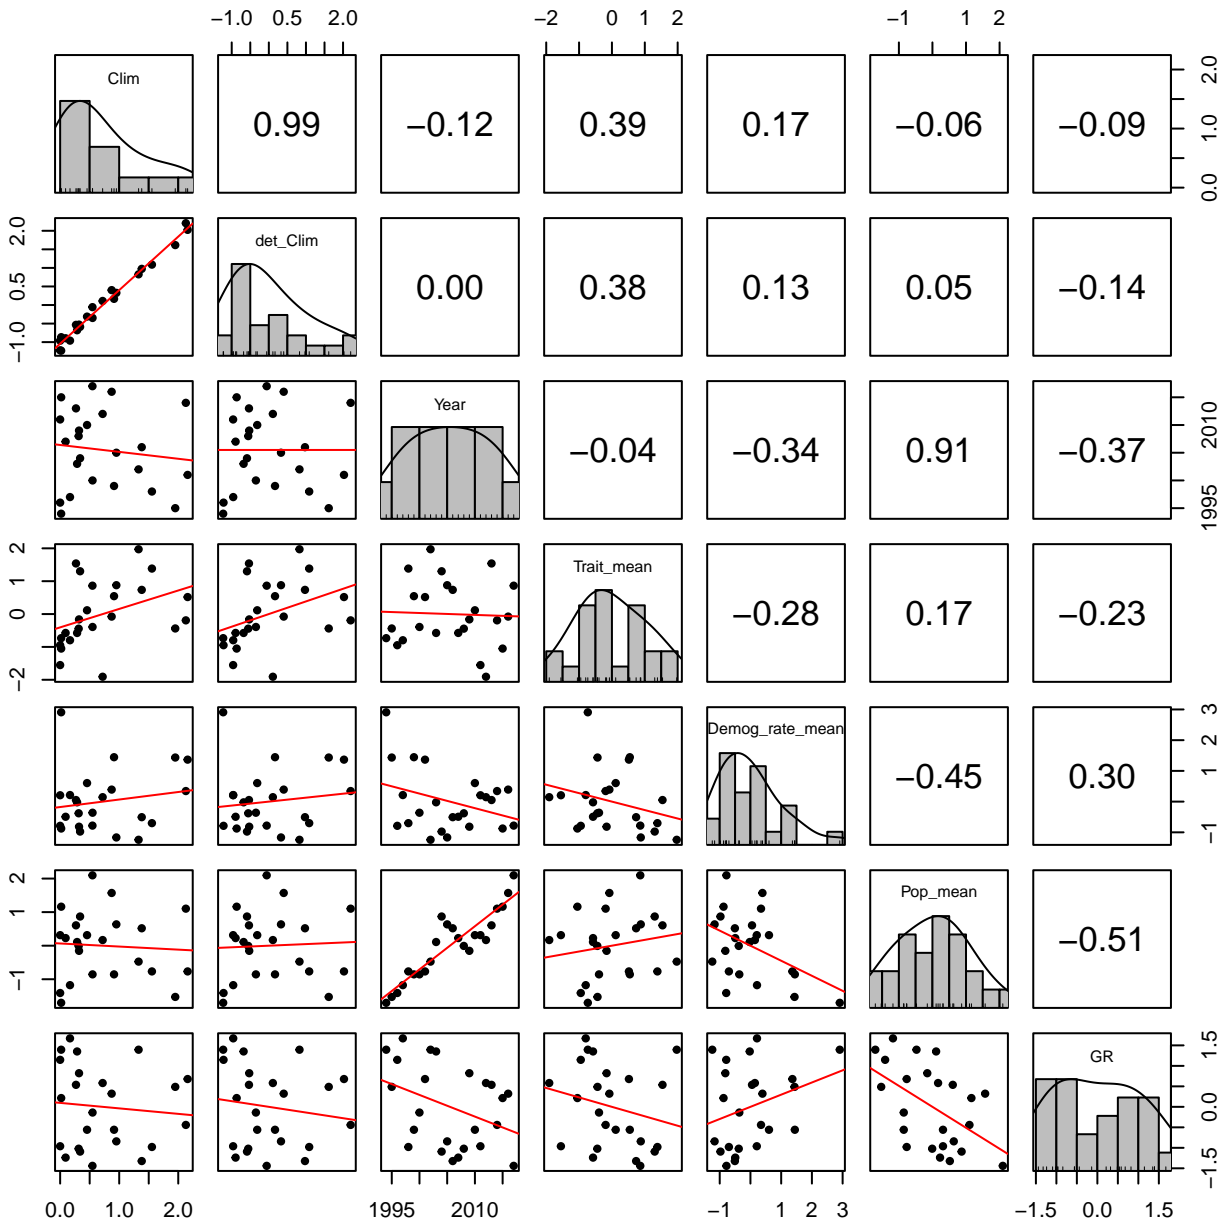 −1.0 0.5 2.0 −2 0 1 2 −1 1 2
Clim
0.99 −0.12 0.39 0.17 −0.06 −0.09
0.0 1.0 2.0
−1.0 0.5 2.0
det_Clim
0.00 0.38 0.13 0.05 −0.14
Year
−0.04 −0.34 0.91 −0.37
1995 2010
−2 0 1 2
Trait_mean
−0.28 0.17 −0.23
Demog_rate_mean
−0.45 0.30
−1 1 2 3
−1 1 2
Pop_mean
−0.51
GR
−1.5 0.0 1.5
0.0 1.0 2.0 1995 2010 −1 1 2 3 −1.5 0.0 1.5